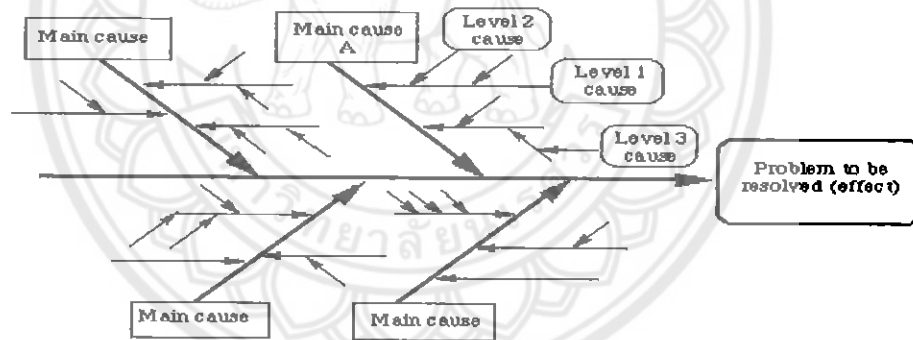 Main cause
Main cause
A
Level 2
cause
Level 1
cause
Level 3
cause
Problem to be
resolved (effect)
Main cause
Main cause